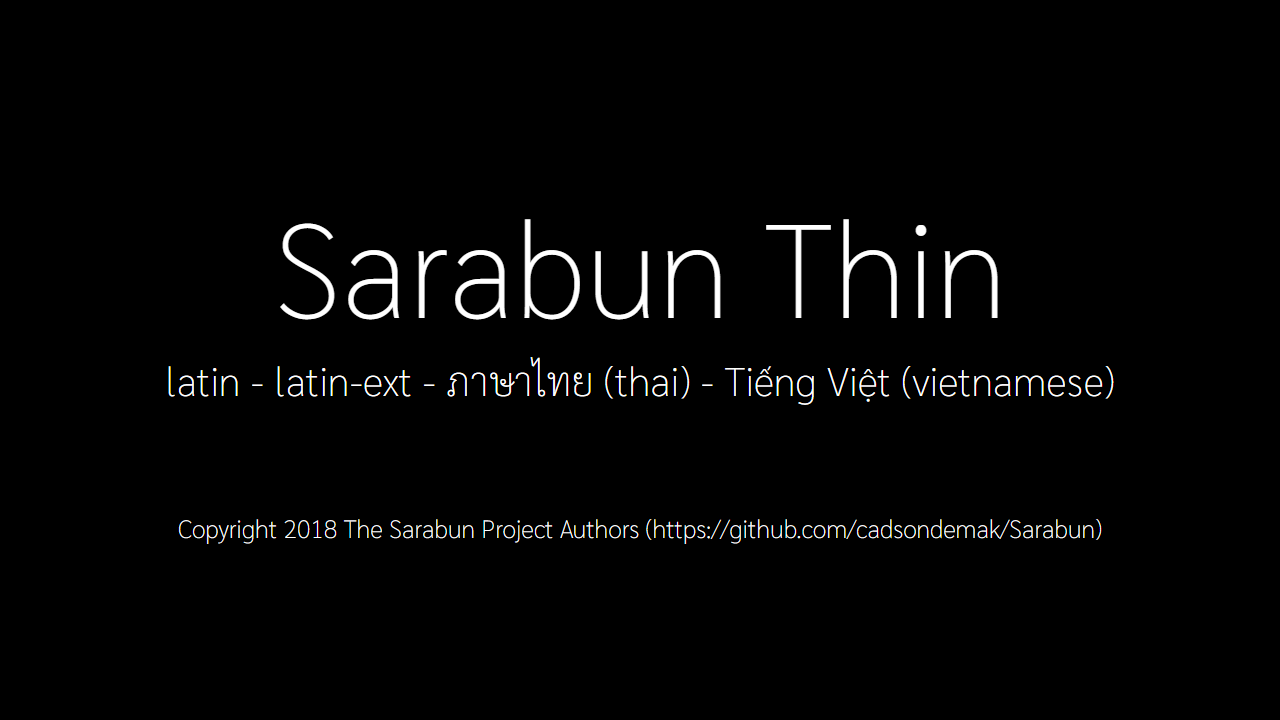 Sarabun Thin
latin - latin-ext - ภาษาไทย (thai) - Tiếng Việt (vietnamese)
Copyright 2018 The Sarabun Project Authors (https://github.com/cadsondemak/Sarabun)